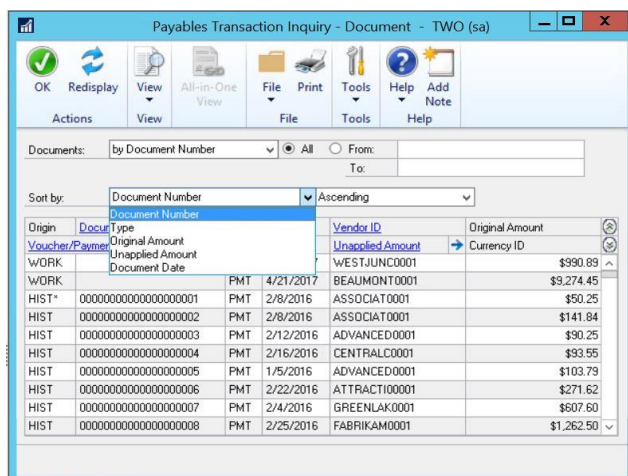 Payables Transaction Inquiry - Document - TWO (sa)
OK Redisplay View All-in-One View File Print Tools Help Add Note
Actions View File Tools Help
Documents: by Document Number All From:
To:
Sort by: Document Number Ascending
Document Number
Type
Original Amount
Unapplied Amount
Document Date
Origin Vendor ID Original Amount
Unapplied Amount Currency ID
WORK WESTJUNC0001 $990.89
WORK PMT 4/21/2017 BEAUMONT0001 $9,274.45
HIST* 00000000000000000001 PMT 2/8/2016 ASSOCIAT0001 $50.25
HIST 00000000000000000002 PMT 2/8/2016 ASSOCIAT0001 $141.84
HIST 00000000000000000003 PMT 2/12/2016 ADVANCED0001 $90.25
HIST 00000000000000000004 PMT 2/16/2016 CENTRALC0001 $93.55
HIST 00000000000000000005 PMT 1/5/2016 ADVANCED0001 $103.79
HIST 00000000000000000006 PMT 2/22/2016 ATTRACTI00001 $271.62
HIST 00000000000000000007 PMT 2/4/2016 GREENLAK0001 $607.60
HIST 00000000000000000008 PMT 2/25/2016 FABRIKAM0001 $1,262.50